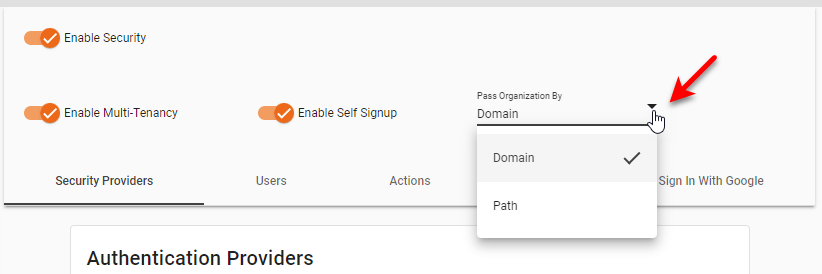 Enable Security
Enable Multi-Tenancy
Enable Self Signup
Pass Organization By
Domain
Domain
Path
Security Providers
Users
Actions
Sign In With Google
Authentication Providers